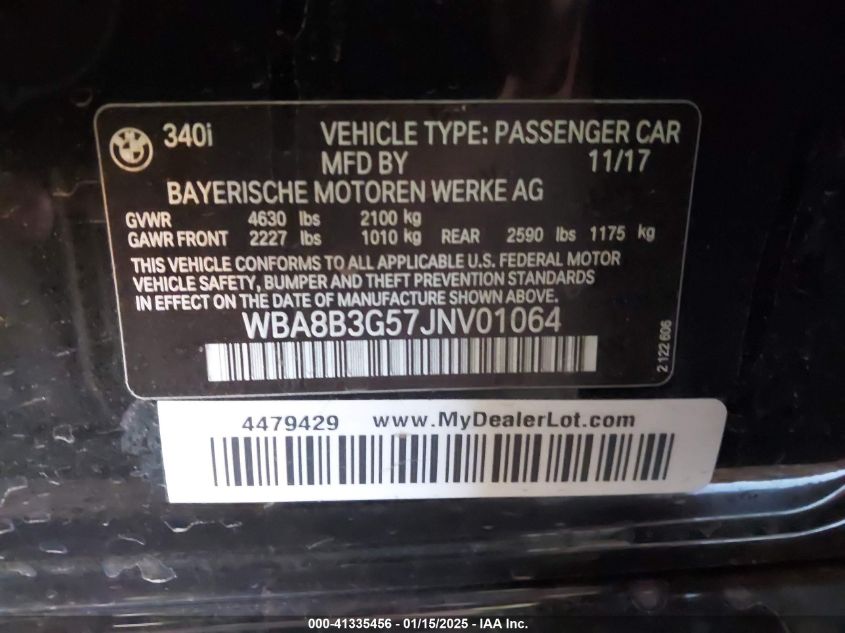 340i VEHICLE TYPE: PASSENGER CAR
MFD BY 11/17
BAYERISCHE MOTOREN WERKE AG
GVWR 4630 lbs 2100 kg
GAWR FRONT 2227 lbs 1010 kg REAR 2590 lbs 1175 kg
THIS VEHICLE CONFORMS TO ALL APPLICABLE U.S. FEDERAL MOTOR
VEHICLE SAFETY, BUMPER AND THEFT PREVENTION STANDARDS
IN EFFECT ON THE DATE OF MANUFACTURE SHOWN ABOVE.
WBA8B3G57JNV01064
2 122 606
4479429 www.MyDealerLot.com
000-41335456 - 01/15/2025 - IAA Inc.